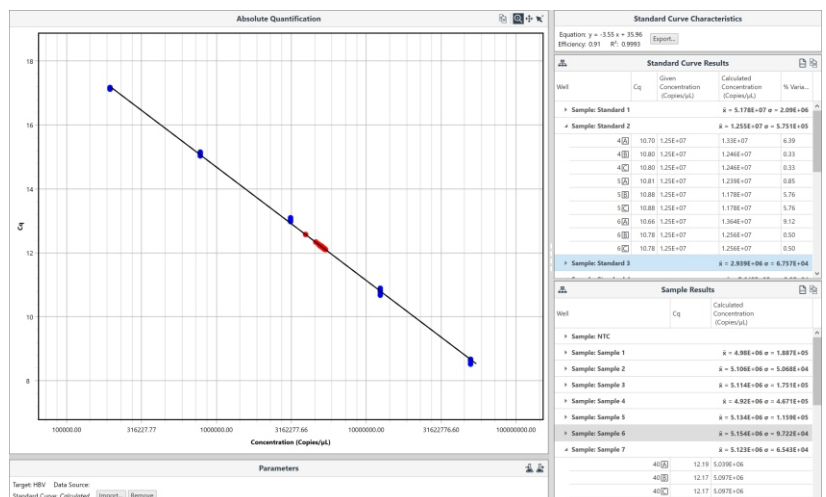 Absolute Quantification
18
16
14
12
10
8
Cq
100000.00 316227.77 1000000.00 3162277.66 10000000.00 31622776.60 100000000.00
Concentration (Copies/µL)
Parameters
Target: HBV Data Source:
Standard Curve: Calculated Import... Remove
Standard Curve Characteristics
Equation: y = -3.55 x + 35.96
Efficiency: 0.91 R²: 0.9993 Export...
Standard Curve Results
Well Cq Given Concentration (Copies/µL) Calculated Concentration (Copies/µL) % Varia...
Sample: Standard 1 x̄ = 5.178E+07 σ = 2.09E+06
Sample: Standard 2 x̄ = 1.255E+07 σ = 5.751E+05
4 A 10.70 1.25E+07 1.33E+07 6.39
4 B 10.80 1.25E+07 1.246E+07 0.33
4 C 10.80 1.25E+07 1.246E+07 0.33
5 A 10.81 1.25E+07 1.239E+07 0.85
5 B 10.88 1.25E+07 1.178E+07 5.76
5 C 10.88 1.25E+07 1.178E+07 5.76
6 A 10.66 1.25E+07 1.364E+07 9.12
6 B 10.78 1.25E+07 1.256E+07 0.50
6 C 10.78 1.25E+07 1.256E+07 0.50
Sample: Standard 3 x̄ = 2.939E+06 σ = 6.757E+04
Sample Results
Well Cq Calculated Concentration (Copies/µL)
Sample: NTC
Sample: Sample 1 x̄ = 4.98E+06 σ = 1.887E+05
Sample: Sample 2 x̄ = 5.106E+06 σ = 5.068E+04
Sample: Sample 3 x̄ = 5.114E+06 σ = 1.751E+05
Sample: Sample 4 x̄ = 4.92E+06 σ = 4.671E+05
Sample: Sample 5 x̄ = 5.134E+06 σ = 1.159E+05
Sample: Sample 6 x̄ = 5.154E+06 σ = 9.722E+04
Sample: Sample 7 x̄ = 5.123E+06 σ = 6.543E+04
40 A 12.19 5.039E+06
40 B 12.17 5.097E+06
40 C 12.17 5.097E+06